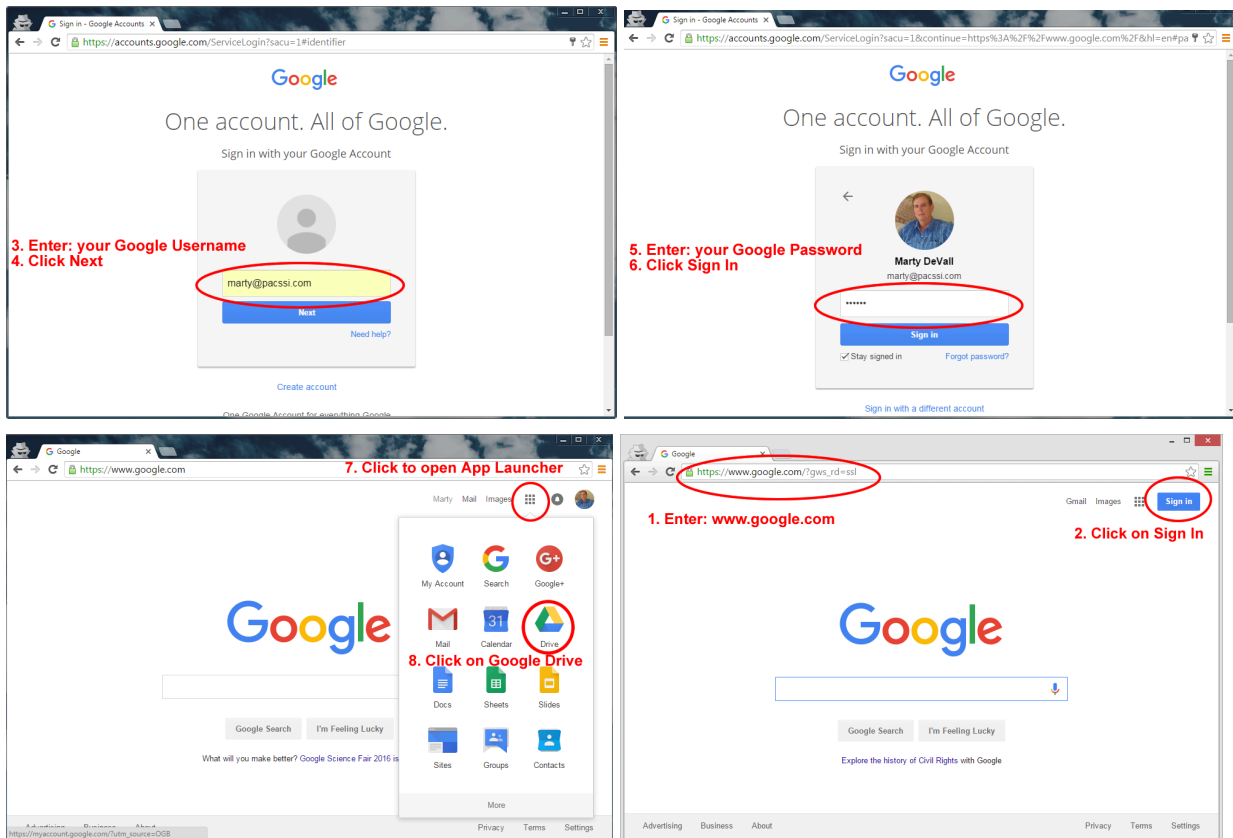 G Sign in - Google Accounts ×
https://accounts.google.com/ServiceLogin?sacu=1#identifier
Google
One account. All of Google.
Sign in with your Google Account
3. Enter: your Google Username
4. Click Next
marty@pacssi.com
Next
Need help?
Create account
One Google Account for everything Google
G Sign in - Google Accounts ×
https://accounts.google.com/ServiceLogin?sacu=1&continue=https%3A%2F%2Fwww.google.com%2F&hl=en#pa
Google
One account. All of Google.
Sign in with your Google Account
5. Enter: your Google Password
6. Click Sign In
Marty DeVall
marty@pacssi.com
••••••
Sign in
Stay signed in Forgot password?
Sign in with a different account
G Google ×
https://www.google.com
7. Click to open App Launcher
Marty Mail Images
My Account Search Google+
G G+
31
Mail Calendar Drive
8. Click on Google Drive
Docs Sheets Slides
Sites Groups Contacts
More
Google
Google Search I'm Feeling Lucky
What will you make better? Google Science Fair 2016 is
Advertising Business About
Privacy Terms Settings
https://myaccount.google.com/?utm_source=OGB
G Google ×
https://www.google.com/?gws_rd=ssl
Gmail Images Sign in
1. Enter: www.google.com
2. Click on Sign In
Google
Google Search I'm Feeling Lucky
Explore the history of Civil Rights with Google
Advertising Business About
Privacy Terms Settings